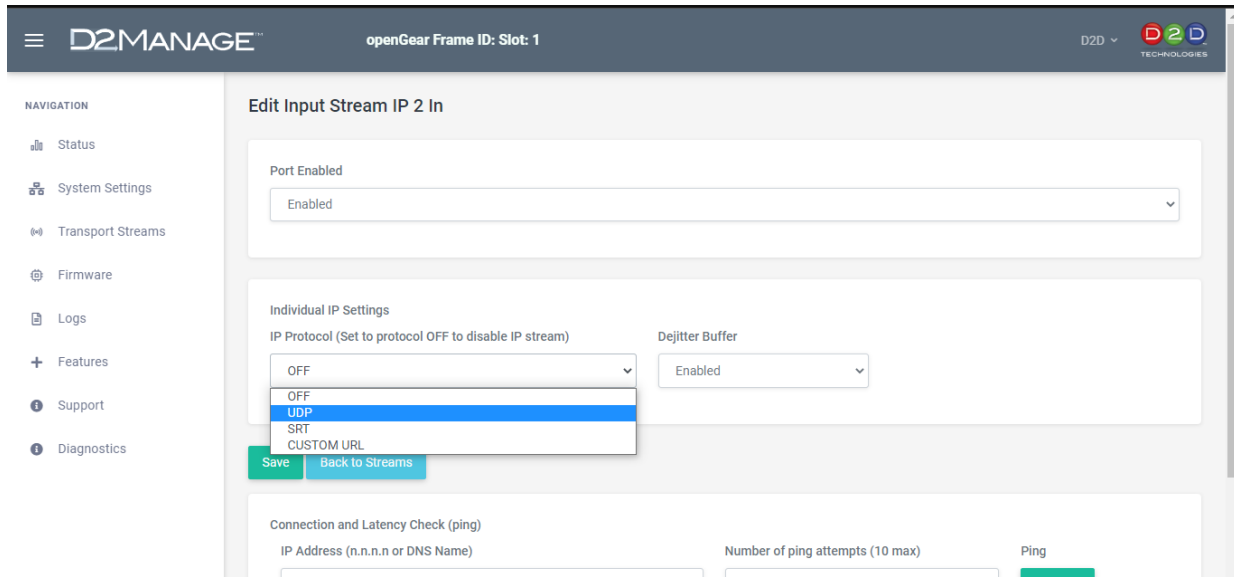 D2MANAGE™
openGear Frame ID: Slot: 1
D2D
D2D
TECHNOLOGIES
NAVIGATION
Status
System Settings
Transport Streams
Firmware
Logs
Features
Support
Diagnostics
Edit Input Stream IP 2 In
Port Enabled
Enabled
Individual IP Settings
IP Protocol (Set to protocol OFF to disable IP stream)
Dejitter Buffer
OFF
Enabled
OFF
UDP
SRT
CUSTOM URL
Save
Back to Streams
Connection and Latency Check (ping)
IP Address (n.n.n.n or DNS Name)
Number of ping attempts (10 max)
Ping